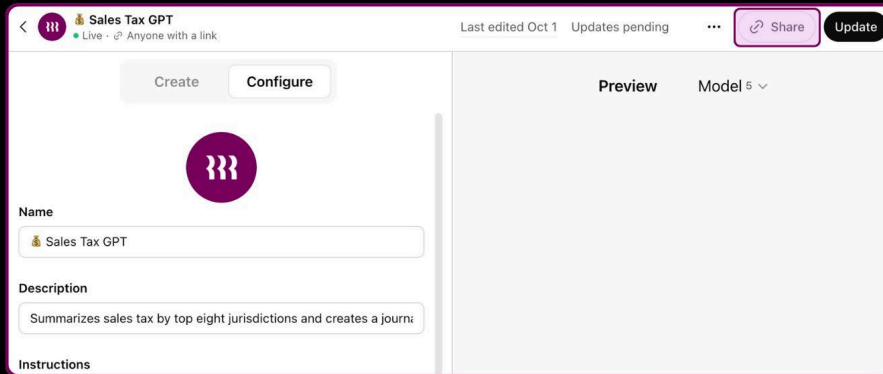 💰 Sales Tax GPT
Live · Anyone with a link
Last edited Oct 1 Updates pending ••• Share Update
Create Configure
Preview Model 5
Name
💰 Sales Tax GPT
Description
Summarizes sales tax by top eight jurisdictions and creates a journa
Instructions